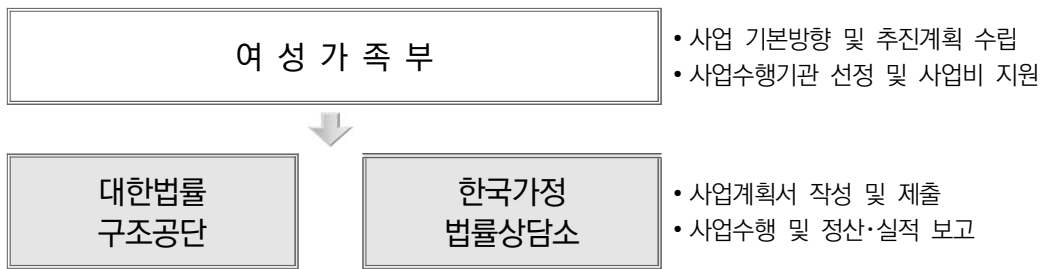 여 성 가 족 부
• 사업 기본방향 및 추진계획 수립
• 사업수행기관 선정 및 사업비 지원
대한법률
구조공단
한국가정
법률상담소
• 사업계획서 작성 및 제출
• 사업수행 및 정산·실적 보고